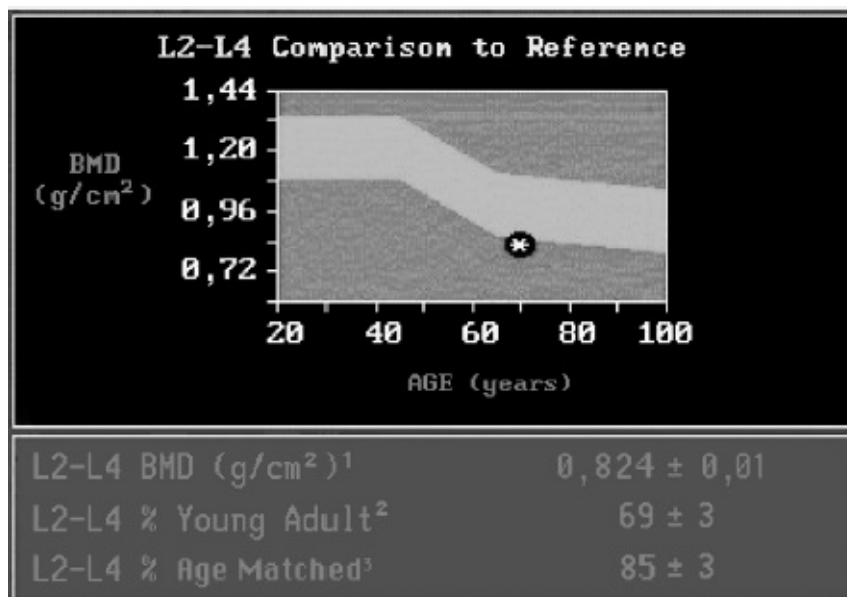 L2-L4 Comparison to Reference
1,44
1,20
BMD
(g/cm²)
0,96
0,72
20 40 60 80 100
AGE (years)
L2-L4 BMD (g/cm²)¹ 0,824 ± 0,01
L2-L4 % Young Adult² 69 ± 3
L2-L4 % Age Matched³ 85 ± 3